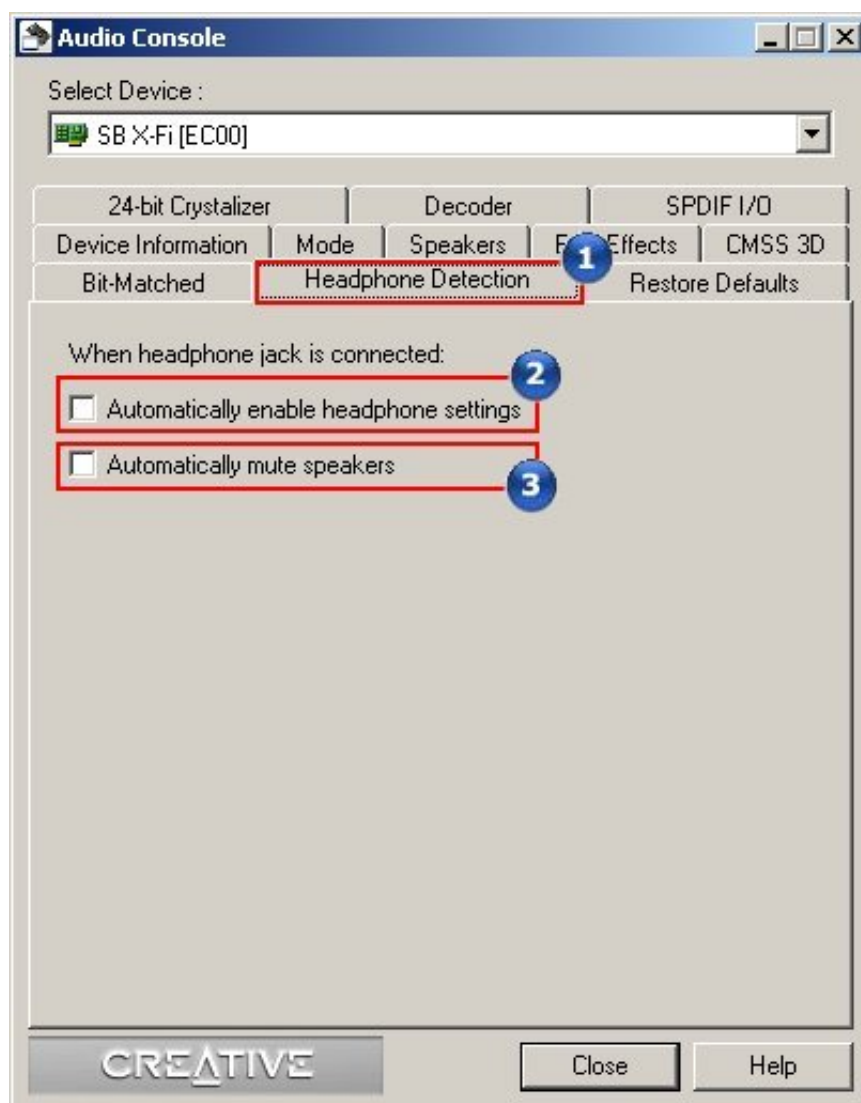 Audio Console
Select Device :
SB X-Fi [EC00]
24-bit Crystalizer Decoder SPDIF I/O
Device Information Mode Speakers Effects CMSS 3D
1
Bit-Matched Headphone Detection Restore Defaults
When headphone jack is connected:
2
Automatically enable headphone settings
Automatically mute speakers
3
CREATIVE Close Help